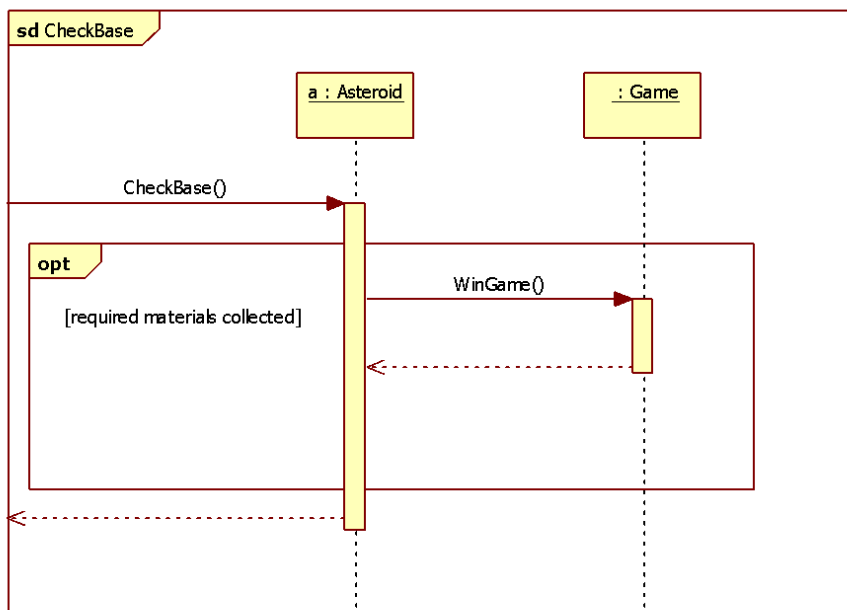 sd CheckBase
a : Asteroid
: Game
CheckBase()
opt
WinGame()
[required materials collected]